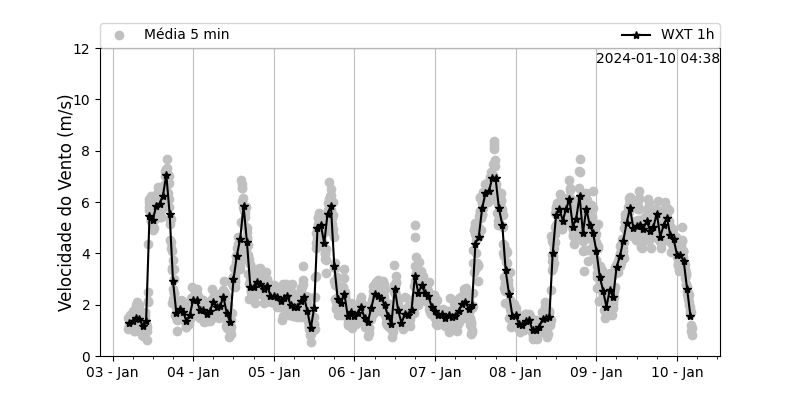 Média 5 min
WXT 1h
2024-01-10 04:38
Velocidade do Vento (m/s)
12
10
8
6
4
2
0
03 - Jan
04 - Jan
05 - Jan
06 - Jan
07 - Jan
08 - Jan
09 - Jan
10 - Jan